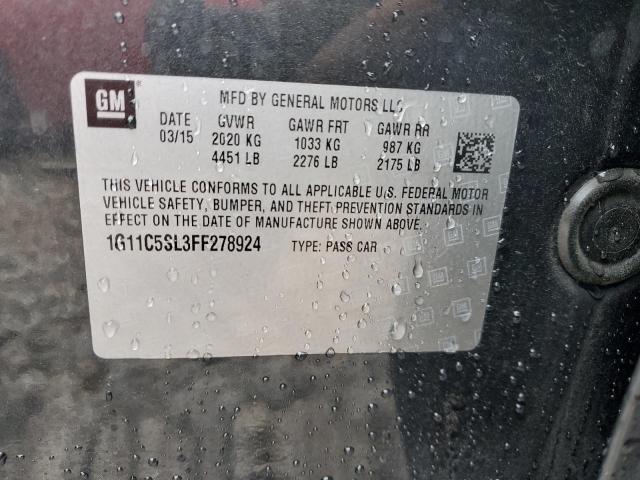 GM
MFD BY GENERAL MOTORS LLC
DATE GVWR GAWR FRT GAWR RR
03/15 2020 KG 1033 KG 987 KG
4451 LB 2276 LB 2175 LB
THIS VEHICLE CONFORMS TO ALL APPLICABLE U.S. FEDERAL MOTOR
VEHICLE SAFETY, BUMPER, AND THEFT PREVENTION STANDARDS IN
EFFECT ON THE DATE OF MANUFACTURE SHOWN ABOVE.
1G11C5SL3FF278924 TYPE: PASS CAR